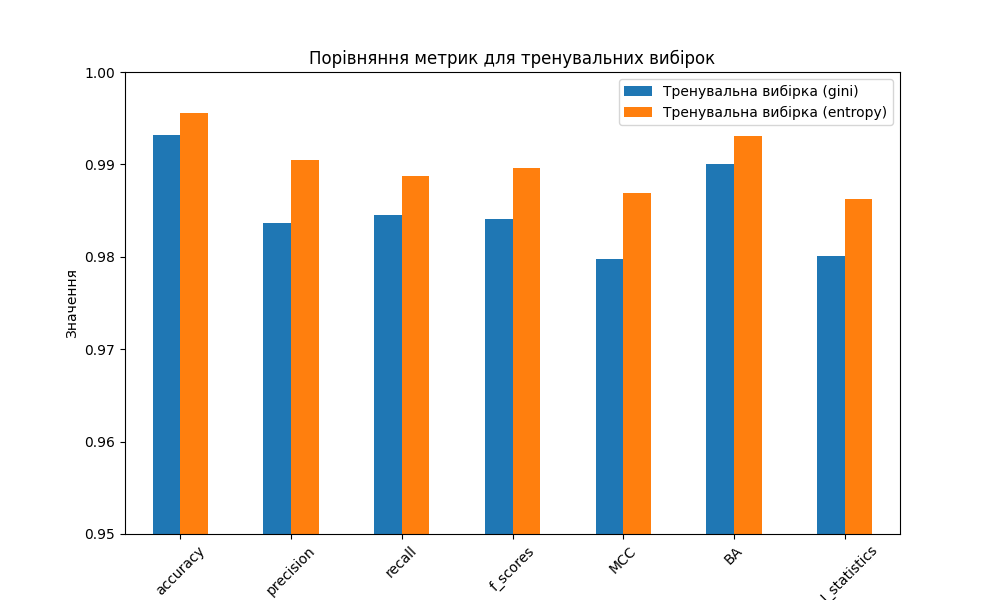 Порівняння метрик для тренувальних вибірок
Тренувальна вибірка (gini)
Тренувальна вибірка (entropy)
Значення
1.00
0.99
0.98
0.97
0.96
0.95
accuracy
precision
recall
f_scores
MCC
BA
_statistics